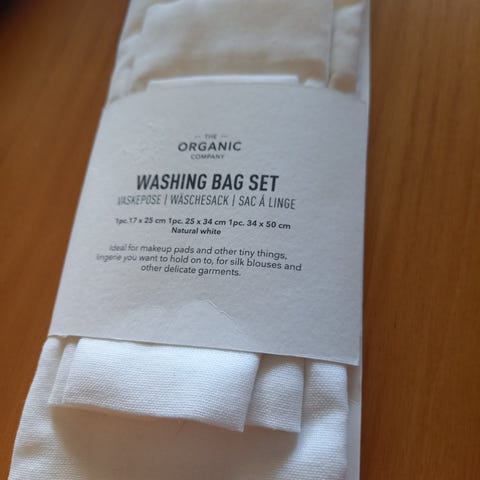 THE
ORGANIC
COMPANY
WASHING BAG SET
VASKEPOSE | WÄSCHESACK | SAC Á LINGE
1pc.17 x 25 cm 1pc. 25 x 34 cm 1pc. 34 x 50 cm
Natural white
Ideal for makeup pads and other tiny things,
lingerie you want to hold on to, for silk blouses and
other delicate garments.